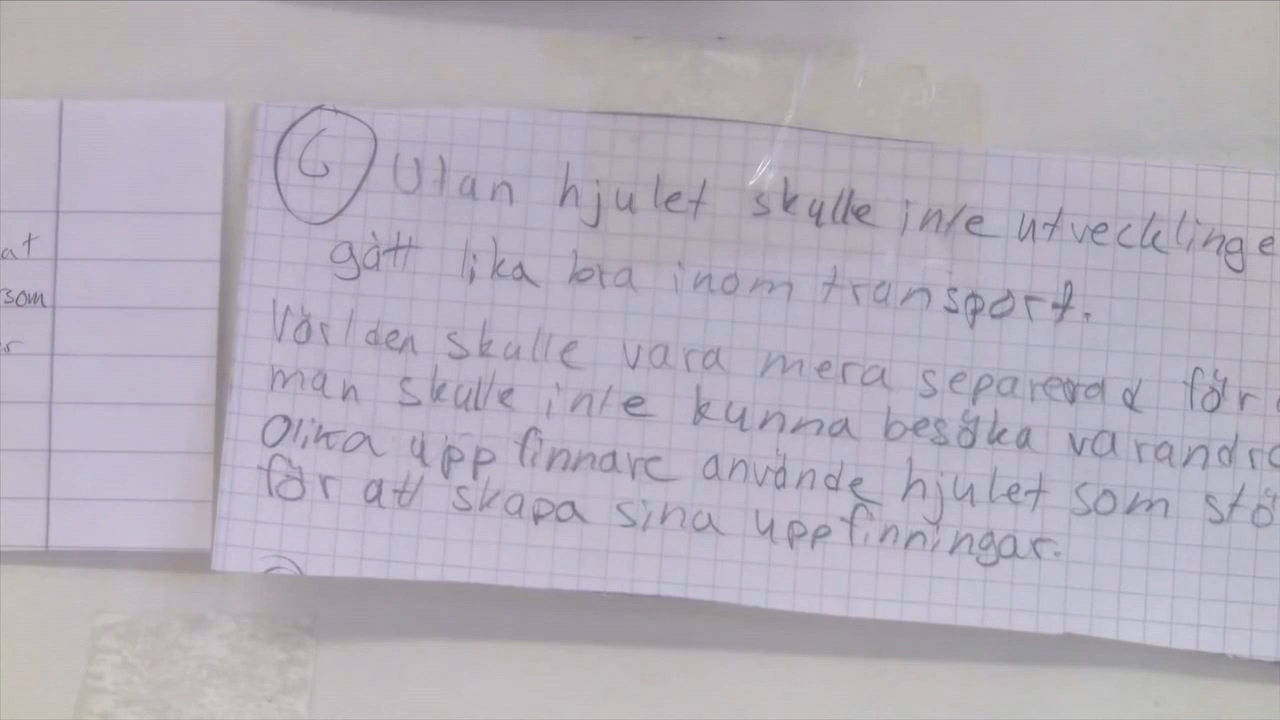 at
som
6 Utan hjulet skulle inte utvecklinge
gått lika bra inom transport.
Världen skulle vara mera separerad för
man skulle inte kunna besöka varandra
olika uppfinnare använde hjulet som stö
för att skapa sina uppfinningar.